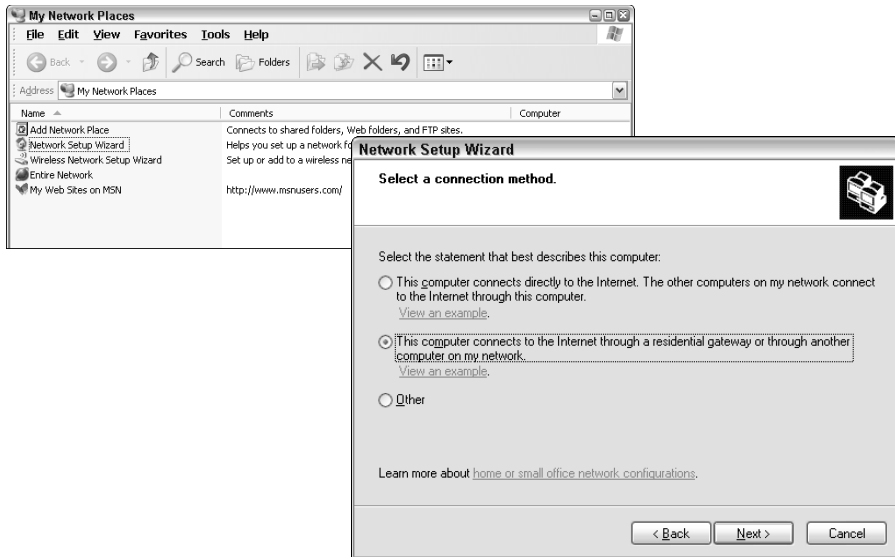 My Network Places
File Edit View Favorites Tools Help
Back Search Folders
Address My Network Places
Name Comments Computer
Add Network Place Connects to shared folders, Web folders, and FTP sites.
Network Setup Wizard Helps you set up a network fo
Wireless Network Setup Wizard Set up or add to a wireless ne
Entire Network
My Web Sites on MSN http://www.msnusers.com/
Network Setup Wizard
Select a connection method.
Select the statement that best describes this computer:
This computer connects directly to the Internet. The other computers on my network connect
to the Internet through this computer.
View an example.
This computer connects to the Internet through a residential gateway or through another
computer on my network.
View an example.
Other
Learn more about home or small office network configurations.
< Back Next > Cancel